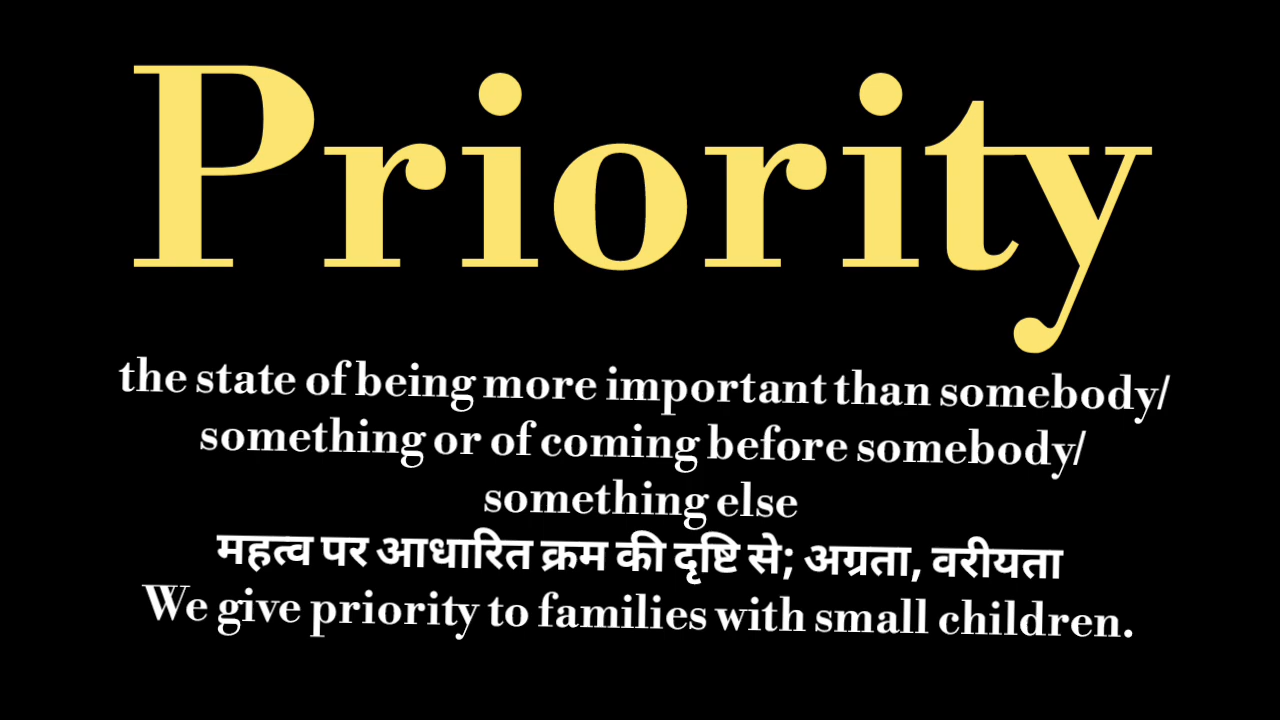 Priority
the state of being more important than somebody/
something or of coming before somebody/
something else
महत्व पर आधारित क्रम की दृष्टि से; अग्रता, वरीयता
We give priority to families with small children.